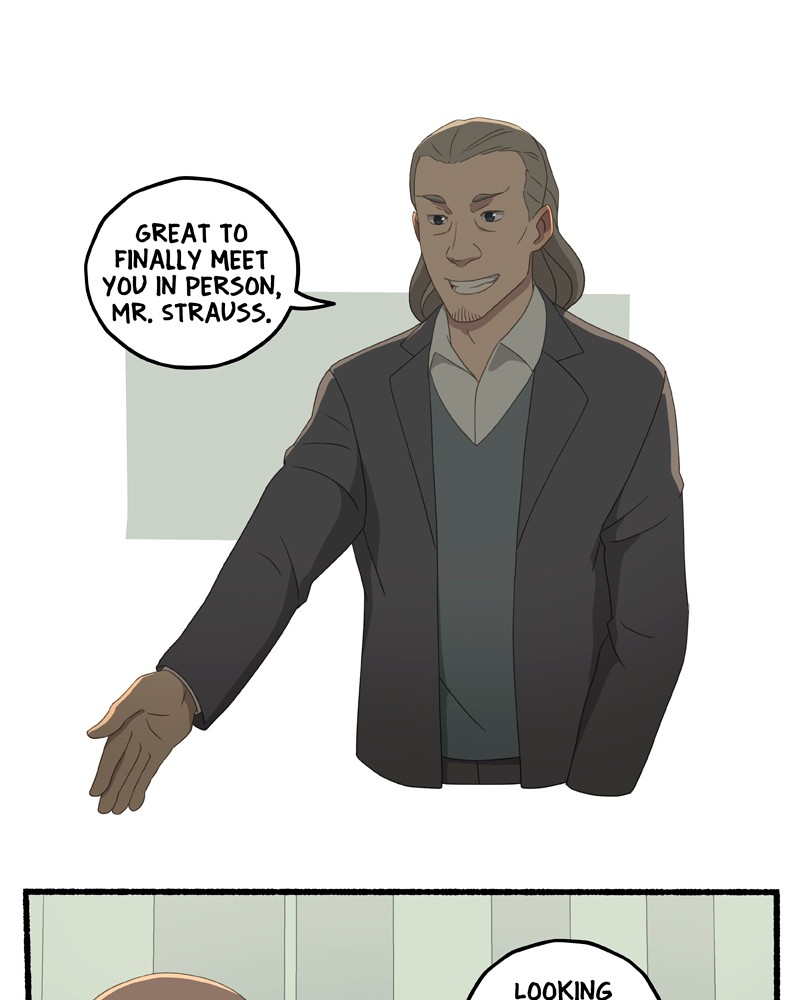 GREAT TO
FINALLY MEET
YOU IN PERSON,
MR. STRAUSS.
LOOKING